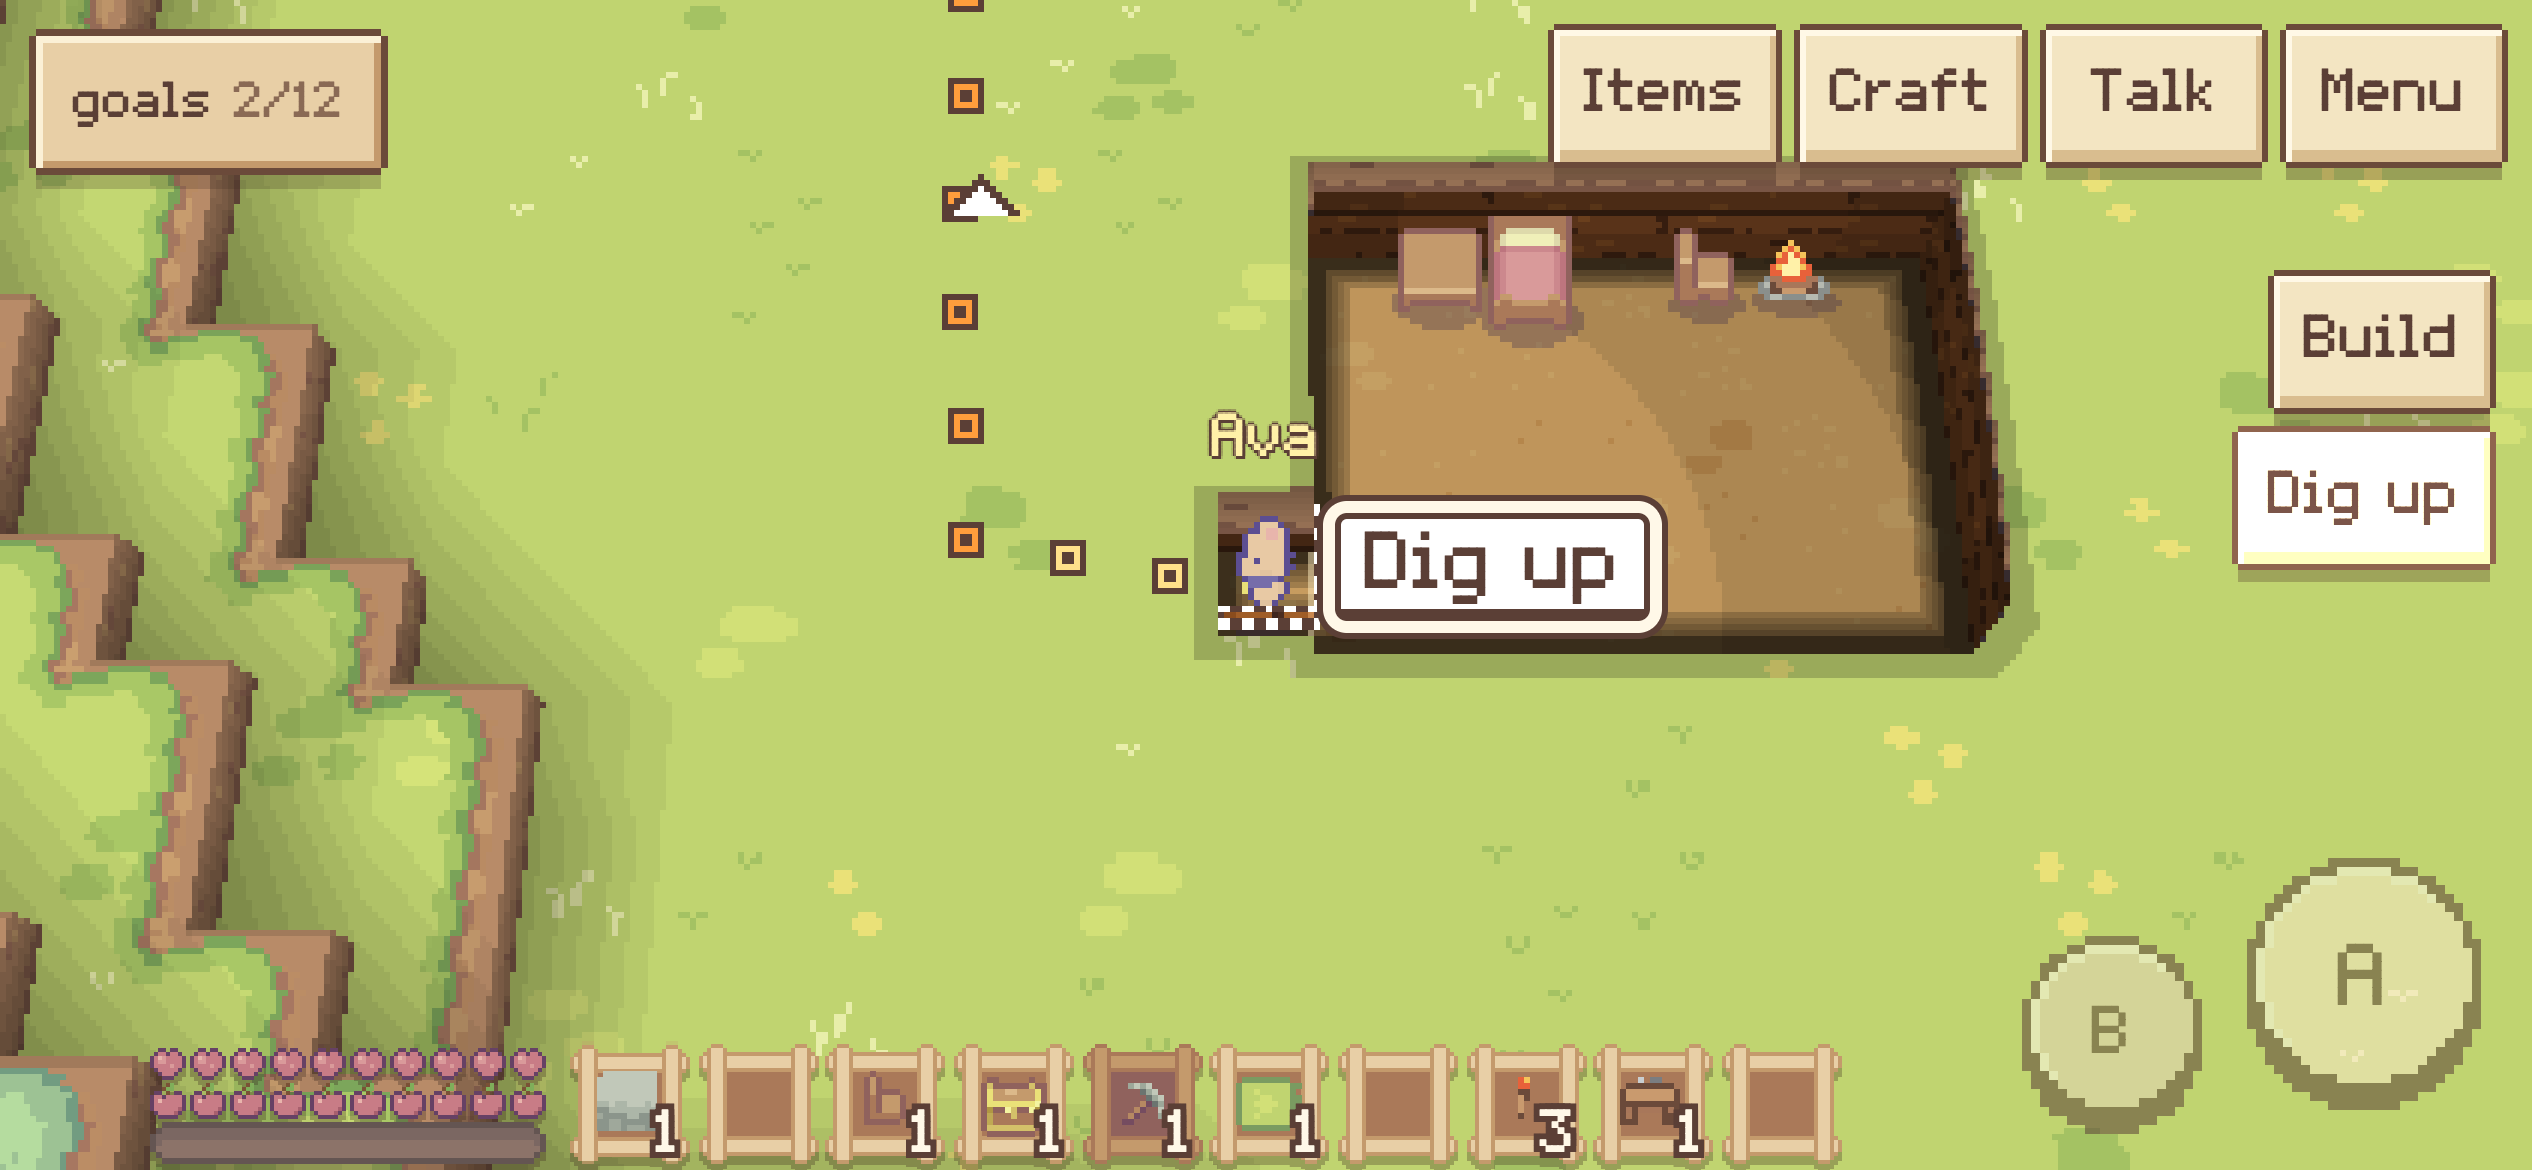 goals 2/12
Items
Craft
Talk
Menu
Build
Dig up
Ava
Dig up
A
B
1
1
1
1
1
3
1